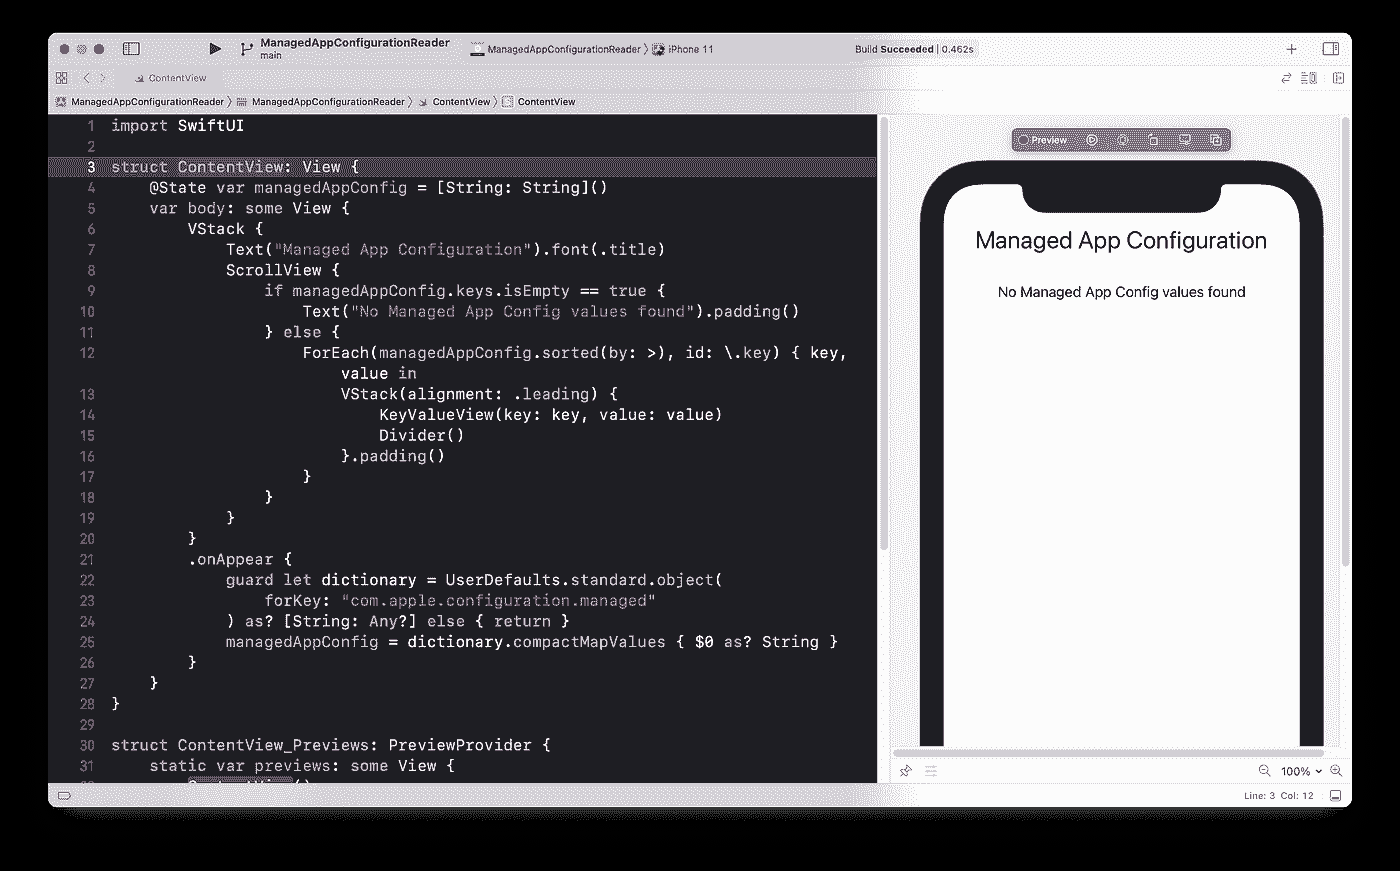 ManagedAppConfigurationReader
main
ManagedAppConfigurationReader 〉 iPhone 11
Build Succeeded | 0.462s
ContentView
ManagedAppConfigurationReader 〉 ManagedAppConfigurationReader 〉 ContentView 〉 ContentView
1 import SwiftUI
2
3 struct ContentView: View {
4 @State var managedAppConfig = [String: String]()
5 var body: some View {
6 VStack {
7 Text("Managed App Configuration").font(.title)
8 ScrollView {
9 if managedAppConfig.keys.isEmpty == true {
10 Text("No Managed App Config values found").padding()
11 } else {
12 ForEach(managedAppConfig.sorted(by: >), id: \.key) { key,
value in
13 VStack(alignment: .leading) {
14 KeyValueView(key: key, value: value)
15 Divider()
16 }.padding()
17 }
18 }
19 }
20 }
21 .onAppear {
22 guard let dictionary = UserDefaults.standard.object(
23 forKey: "com.apple.configuration.managed"
24 ) as? [String: Any?] else { return }
25 managedAppConfig = dictionary.compactMapValues { $0 as? String }
26 }
27 }
28 }
29
30 struct ContentView_Previews: PreviewProvider {
31 static var previews: some View {
Preview
Managed App Configuration
No Managed App Config values found
100%
Line: 3 Col: 12